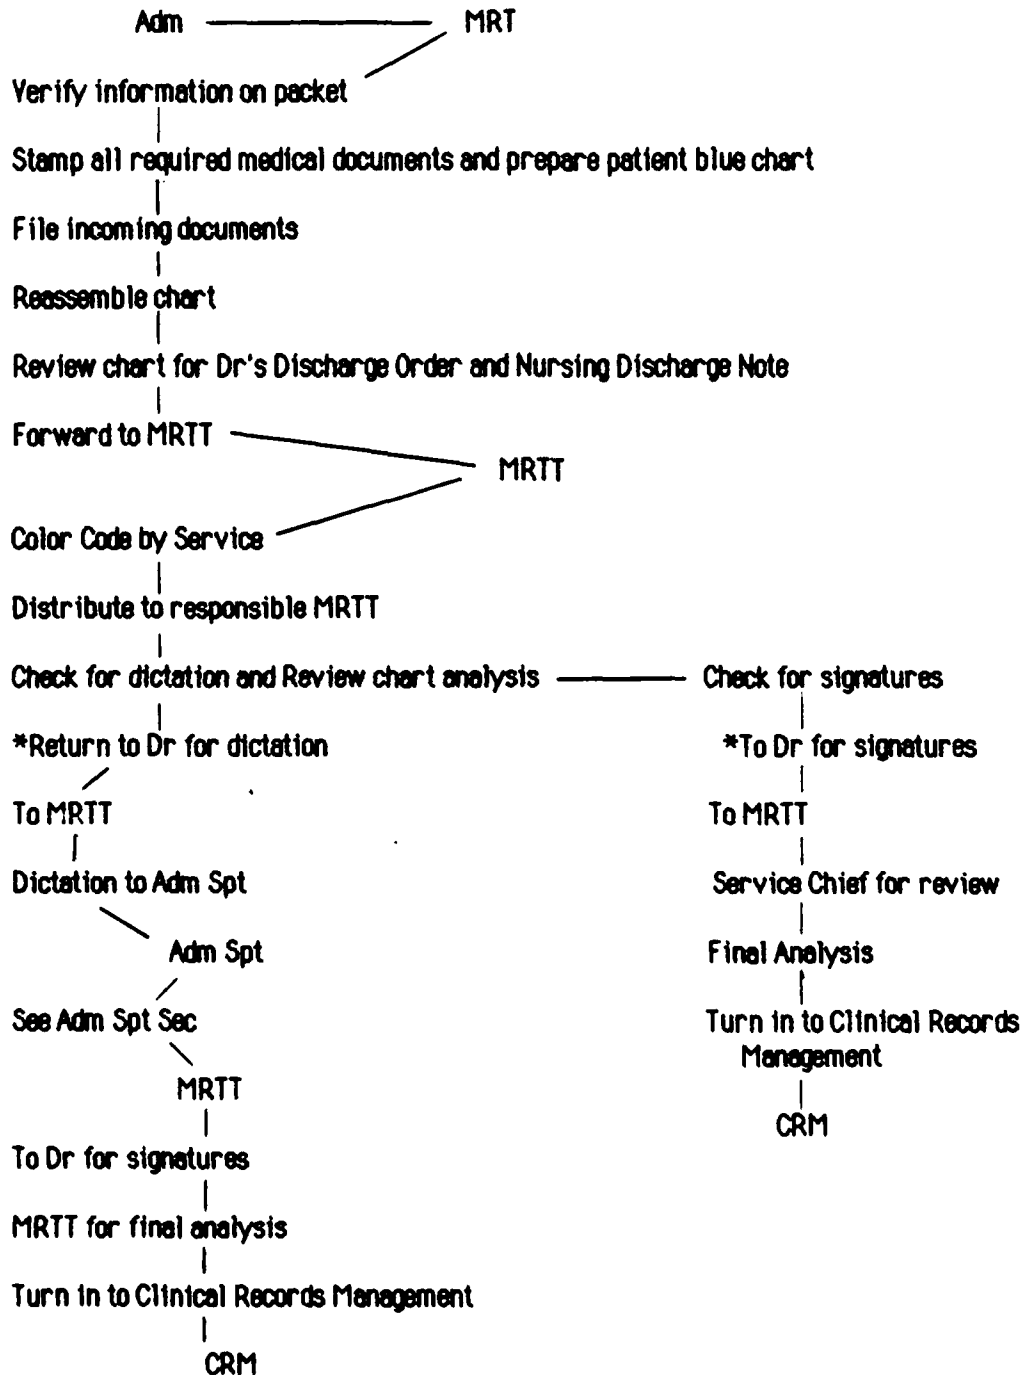 Adm MRT
Verify information on packet
Stamp all required medical documents and prepare patient blue chart
File incoming documents
Reassemble chart
Review chart for Dr's Discharge Order and Nursing Discharge Note
Forward to MRTT
MRTT
Color Code by Service
Distribute to responsible MRTT
Check for dictation and Review chart analysis Check for signatures
*Return to Dr for dictation *To Dr for signatures
To MRTT To MRTT
Dictation to Adm Spt Service Chief for review
Adm Spt Final Analysis
See Adm Spt Sec Turn in to Clinical Records
Management
MRTT
CRM
To Dr for signatures
MRTT for final analysis
Turn in to Clinical Records Management
CRM